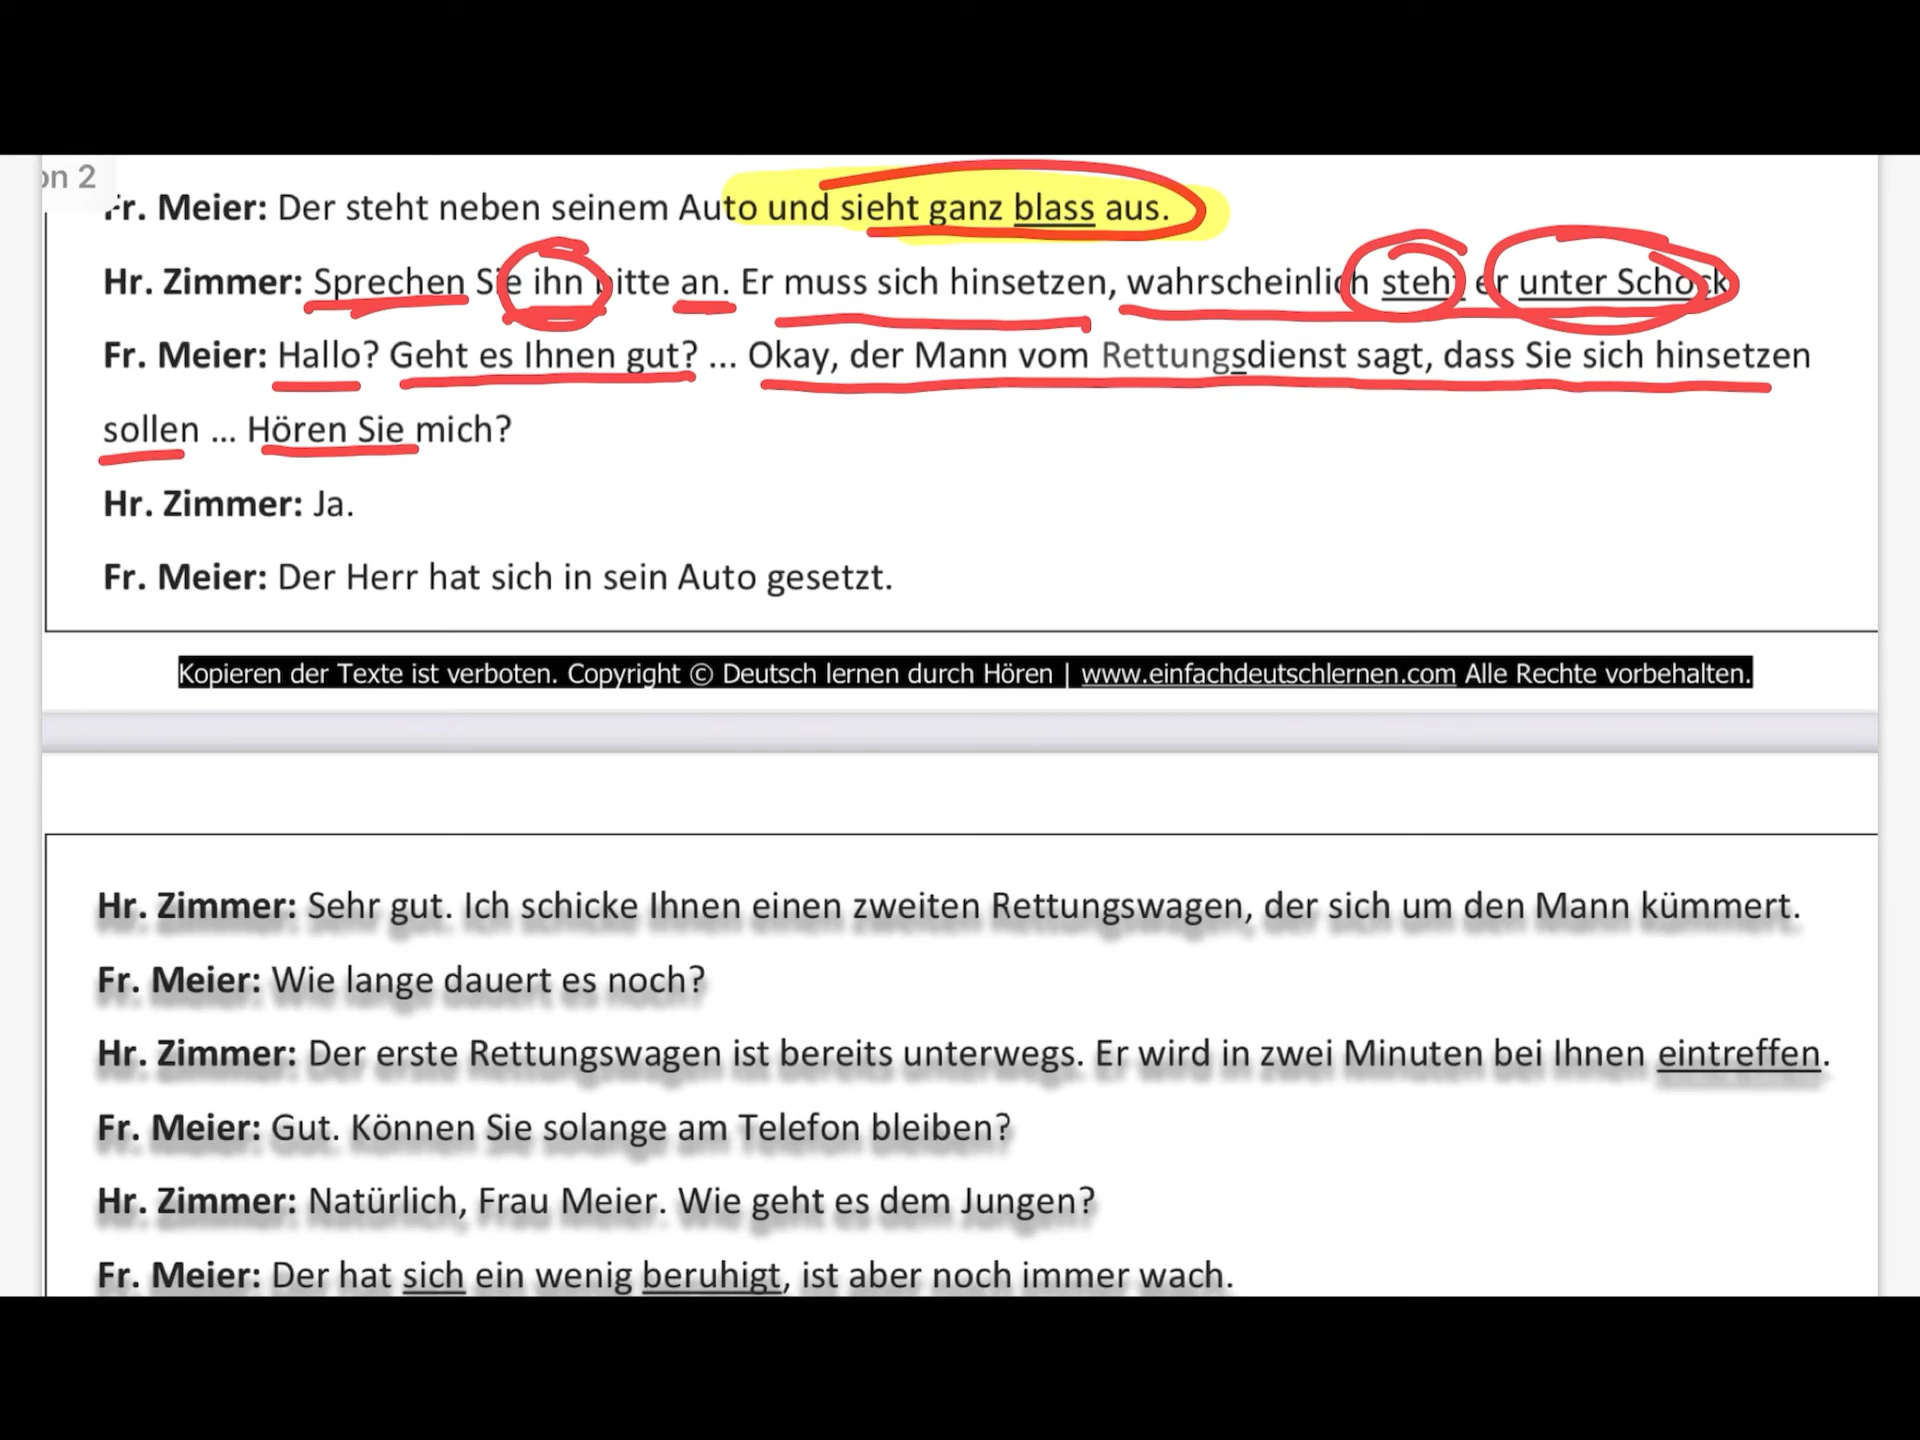 on 2
Fr. Meier: Der steht neben seinem Auto und sieht ganz blass aus.
Hr. Zimmer: Sprechen Sie ihn bitte an. Er muss sich hinsetzen, wahrscheinlich steht er unter Schock
Fr. Meier: Hallo? Geht es Ihnen gut? ... Okay, der Mann vom Rettungsdienst sagt, dass Sie sich hinsetzen
sollen ... Hören Sie mich?
Hr. Zimmer: Ja.
Fr. Meier: Der Herr hat sich in sein Auto gesetzt.
Kopieren der Texte ist verboten. Copyright © Deutsch lernen durch Hören | www.einfachdeutschlernen.com Alle Rechte vorbehalten.
Hr. Zimmer: Sehr gut. Ich schicke Ihnen einen zweiten Rettungswagen, der sich um den Mann kümmert.
Fr. Meier: Wie lange dauert es noch?
Hr. Zimmer: Der erste Rettungswagen ist bereits unterwegs. Er wird in zwei Minuten bei Ihnen eintreffen.
Fr. Meier: Gut. Können Sie solange am Telefon bleiben?
Hr. Zimmer: Natürlich, Frau Meier. Wie geht es dem Jungen?
Fr. Meier: Der hat sich ein wenig beruhigt, ist aber noch immer wach.